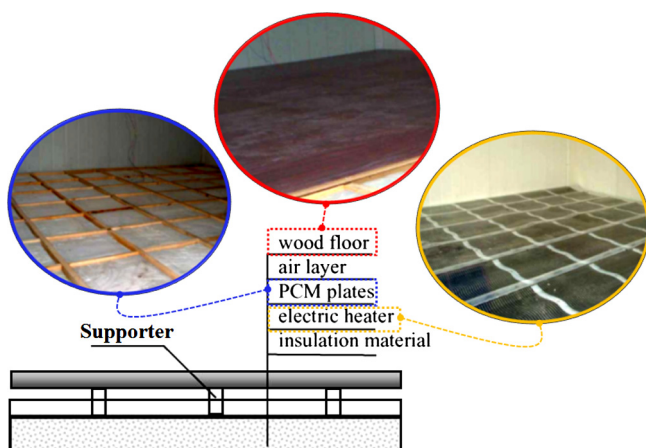 wood floor
air layer
PCM plates
electric heater
Supporter
insulation material